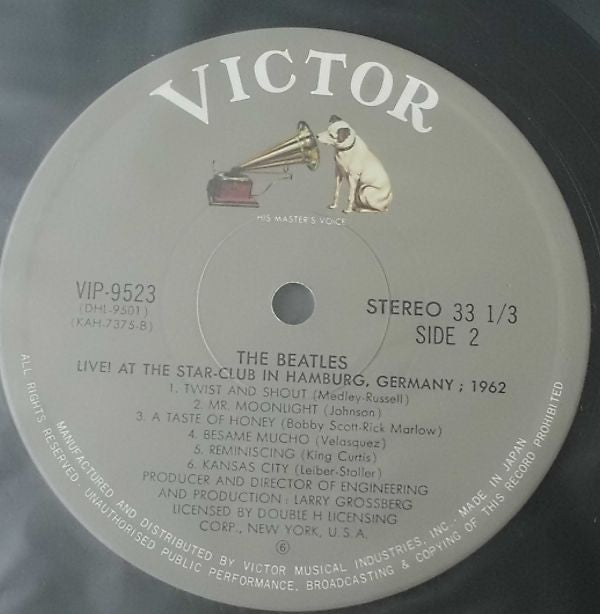 VICTOR
HIS MASTER'S VOICE
VIP-9523
(DHL-9501)
(KAH-7375-B)
STEREO 33 1/3
SIDE 2
THE BEATLES
LIVE! AT THE STAR-CLUB IN HAMBURG, GERMANY ; 1962
1. TWIST AND SHOUT (Medley-Russell)
2. MR. MOONLIGHT (Johnson)
3. A TASTE OF HONEY (Bobby Scott-Rick Marlow)
4. BESAME MUCHO (Velasquez)
5. REMINISCING (King Curtis)
6. KANSAS CITY (Leiber-Stoller)
PRODUCER AND DIRECTOR OF ENGINEERING
AND PRODUCTION : LARRY GROSSBERG
LICENSED BY DOUBLE H LICENSING
CORP., NEW YORK, U.S.A.
6
MANUFACTURED AND DISTRIBUTED BY VICTOR MUSICAL INDUSTRIES, INC. · MADE IN JAPAN
ALL RIGHTS RESERVED · UNAUTHORISED PUBLIC PERFORMANCE, BROADCASTING & COPYING OF THIS RECORD PROHIBITED